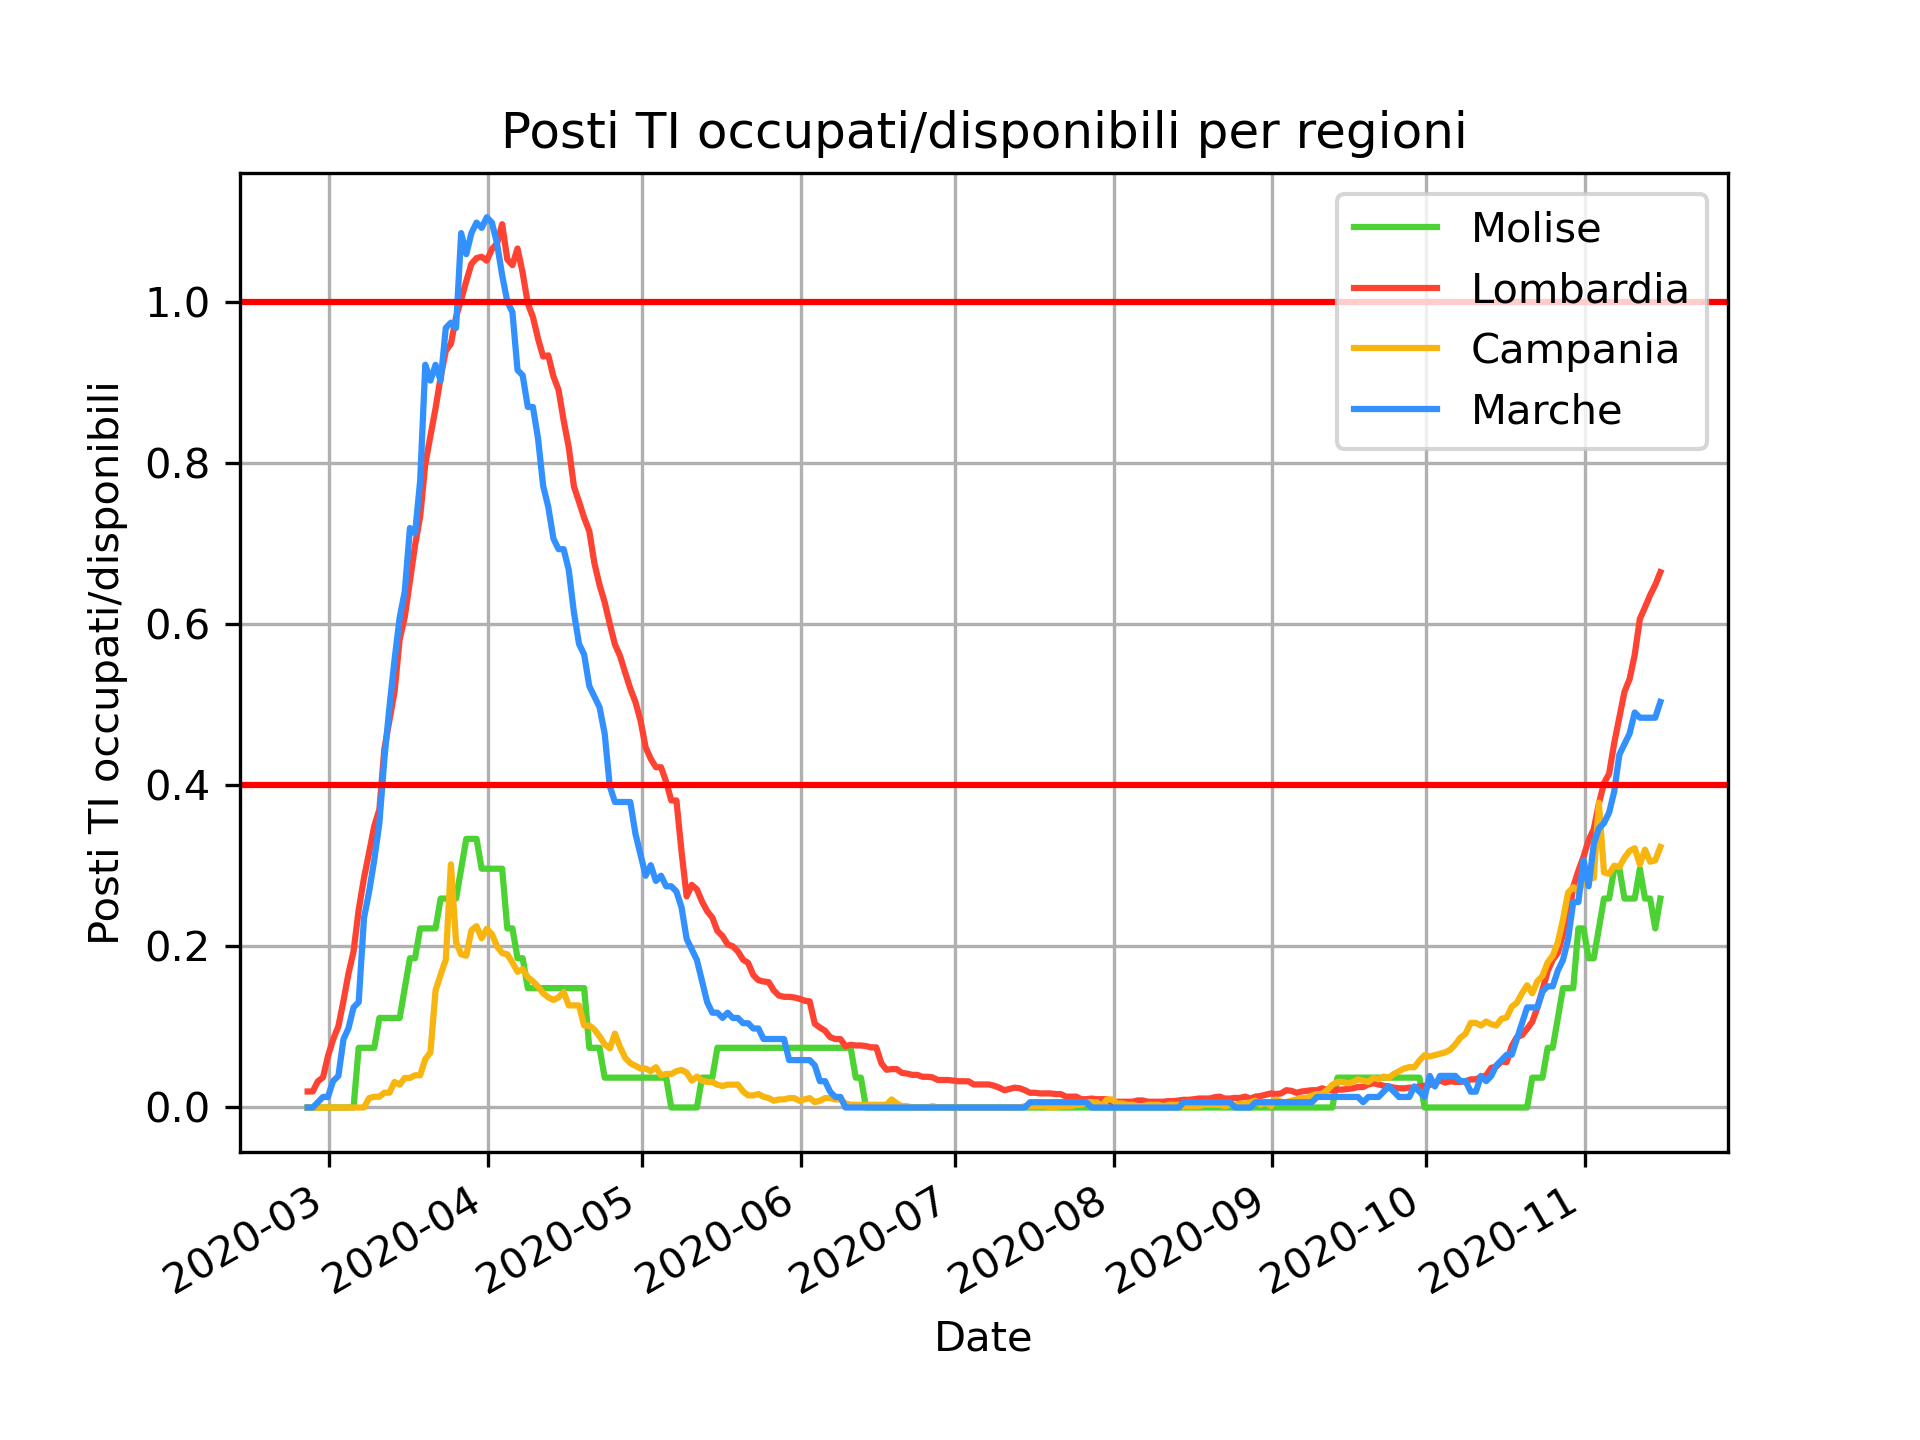 Posti TI occupati/disponibili per regioni
Molise
Lombardia
Campania
Marche
Posti TI occupati/disponibili
1.0
0.8
0.6
0.4
0.2
0.0
2020-03
2020-04
2020-05
2020-06
2020-07
2020-08
2020-09
2020-10
2020-11
Date